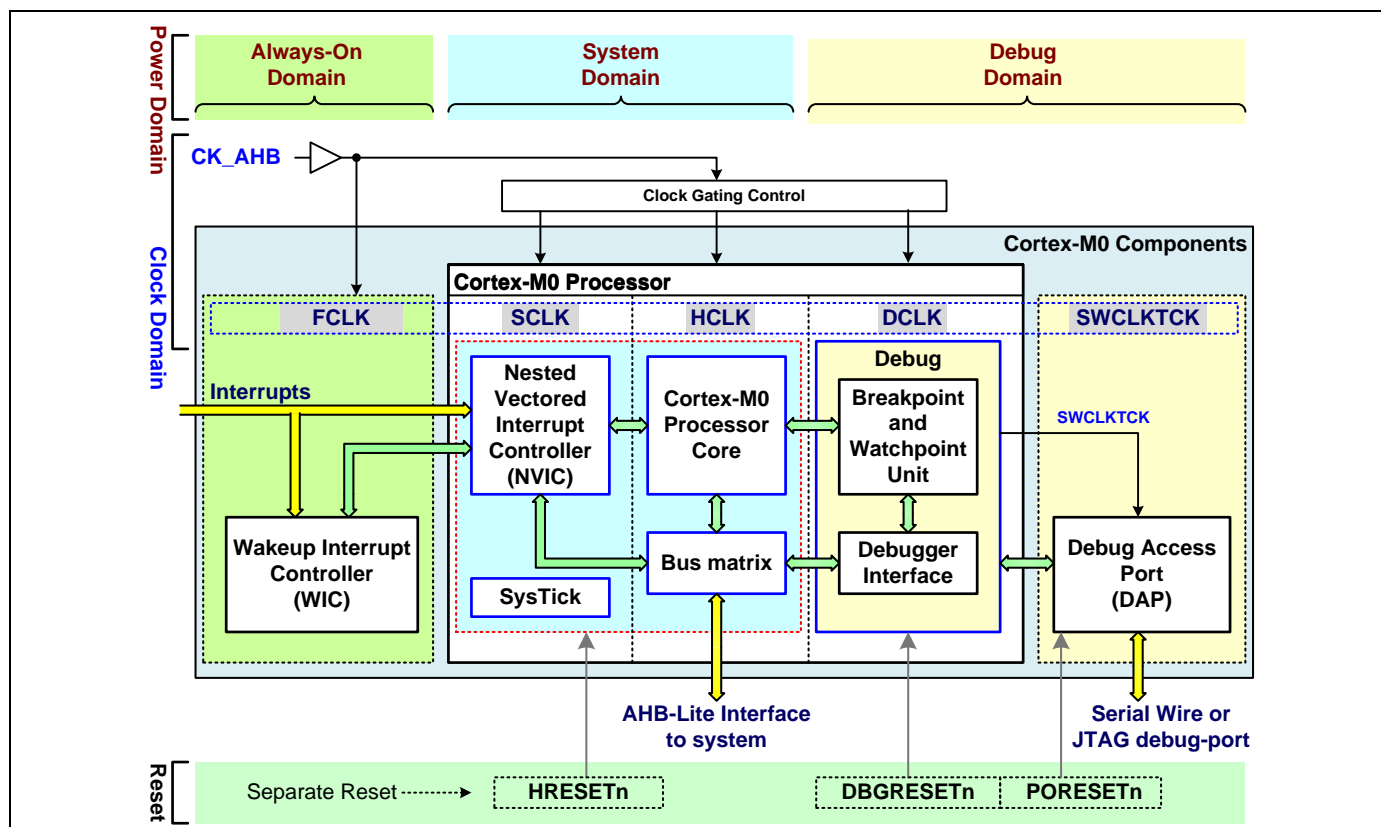 Power Domain
Always-On
Domain
System
Domain
Debug
Domain
Clock Domain
CK_AHB
Clock Gating Control
Cortex-M0 Components
Cortex-M0 Processor
FCLK
SCLK
HCLK
DCLK
SWCLKTCK
Interrupts
Nested
Vectored
Interrupt
Controller
(NVIC)
Cortex-M0
Processor
Core
Debug
Breakpoint
and
Watchpoint
Unit
SWCLKTCK
Wakeup Interrupt
Controller
(WIC)
SysTick
Bus matrix
Debugger
Interface
Debug Access
Port
(DAP)
AHB-Lite Interface
to system
Serial Wire or
JTAG debug-port
Reset
Separate Reset
HRESETn
DBGRESETn
PORESETn